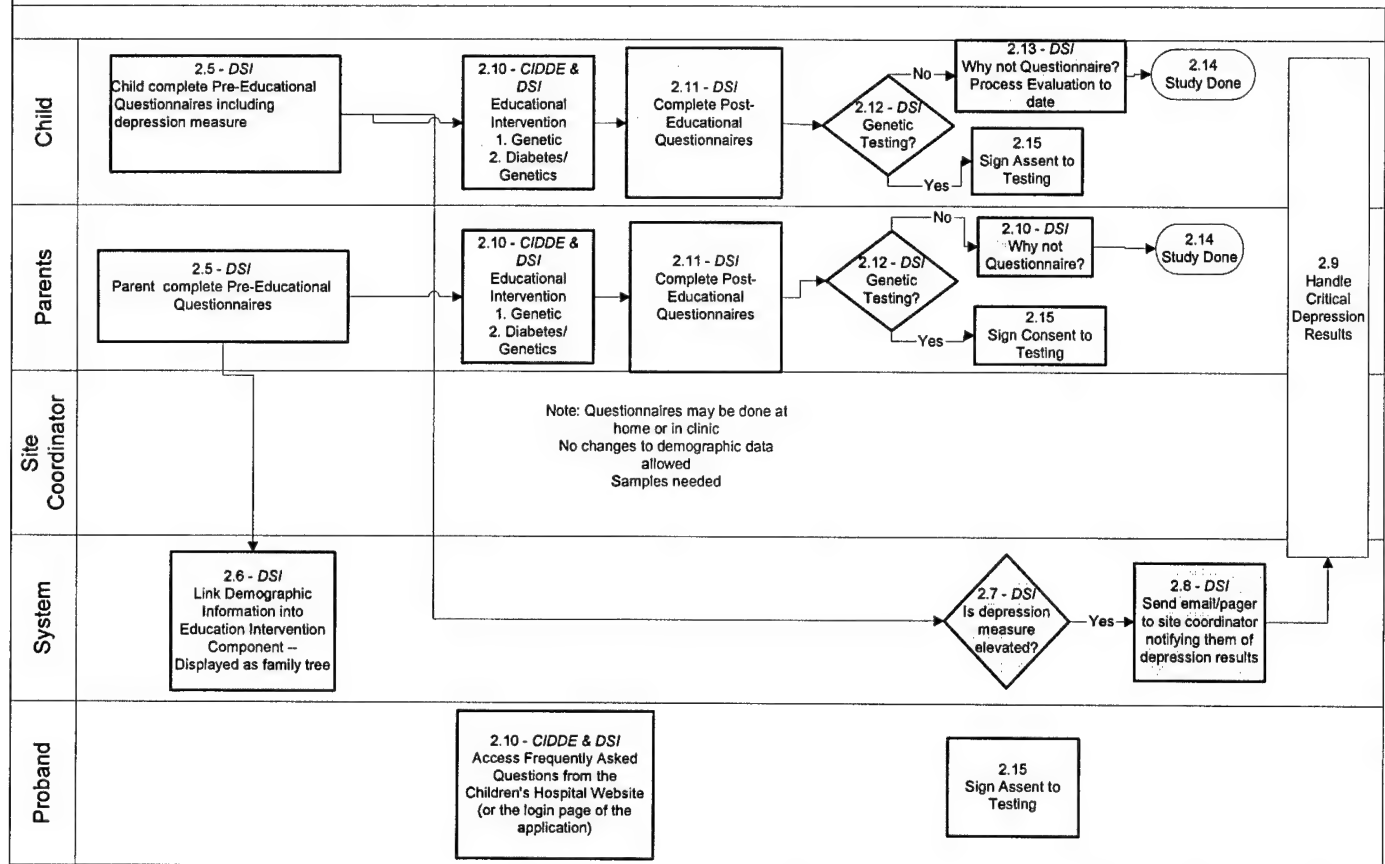 Child
2.5 - DSI
Child complete Pre-Educational
Questionnaires including
depression measure
2.10 - CIDDE &
DSI
Educational
Intervention
1. Genetic
2. Diabetes/
Genetics
2.11 - DSI
Complete Post-
Educational
Questionnaires
2.12 - DSI
Genetic
Testing?
No
2.13 - DSI
Why not Questionnaire?
Process Evaluation to
date
2.14
Study Done
Yes
2.15
Sign Assent to
Testing
Parents
2.5 - DSI
Parent complete Pre-Educational
Questionnaires
2.10 - CIDDE &
DSI
Educational
Intervention
1. Genetic
2. Diabetes/
Genetics
2.11 - DSI
Complete Post-
Educational
Questionnaires
2.12 - DSI
Genetic
Testing?
No
2.10 - DSI
Why not
Questionnaire?
2.14
Study Done
Yes
2.15
Sign Consent to
Testing
2.9
Handle
Critical
Depression
Results
Site
Coordinator
Note: Questionnaires may be done at
home or in clinic
No changes to demographic data
allowed
Samples needed
System
2.6 - DSI
Link Demographic
Information into
Education Intervention
Component --
Displayed as family tree
2.7 - DSI
Is depression
measure
elevated?
Yes
2.8 - DSI
Send email/pager
to site coordinator
notifying them of
depression results
Proband
2.10 - CIDDE & DSI
Access Frequently Asked
Questions from the
Children's Hospital Website
(or the login page of the
application)
2.15
Sign Assent to
Testing